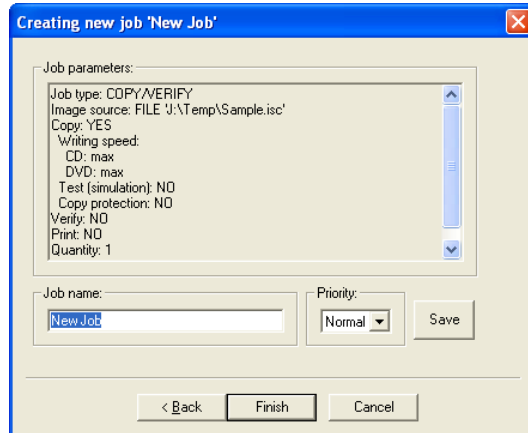 Creating new job 'New Job'
Job parameters:
Job type: COPY/VERIFY
Image source: FILE 'J:\Temp\Sample.isc'
Copy: YES
Writing speed:
CD: max
DVD: max
Test (simulation): NO
Copy protection: NO
Verify: NO
Print: NO
Quantity: 1
Job name:
Priority:
New Job
Normal
Save
< Back
Finish
Cancel